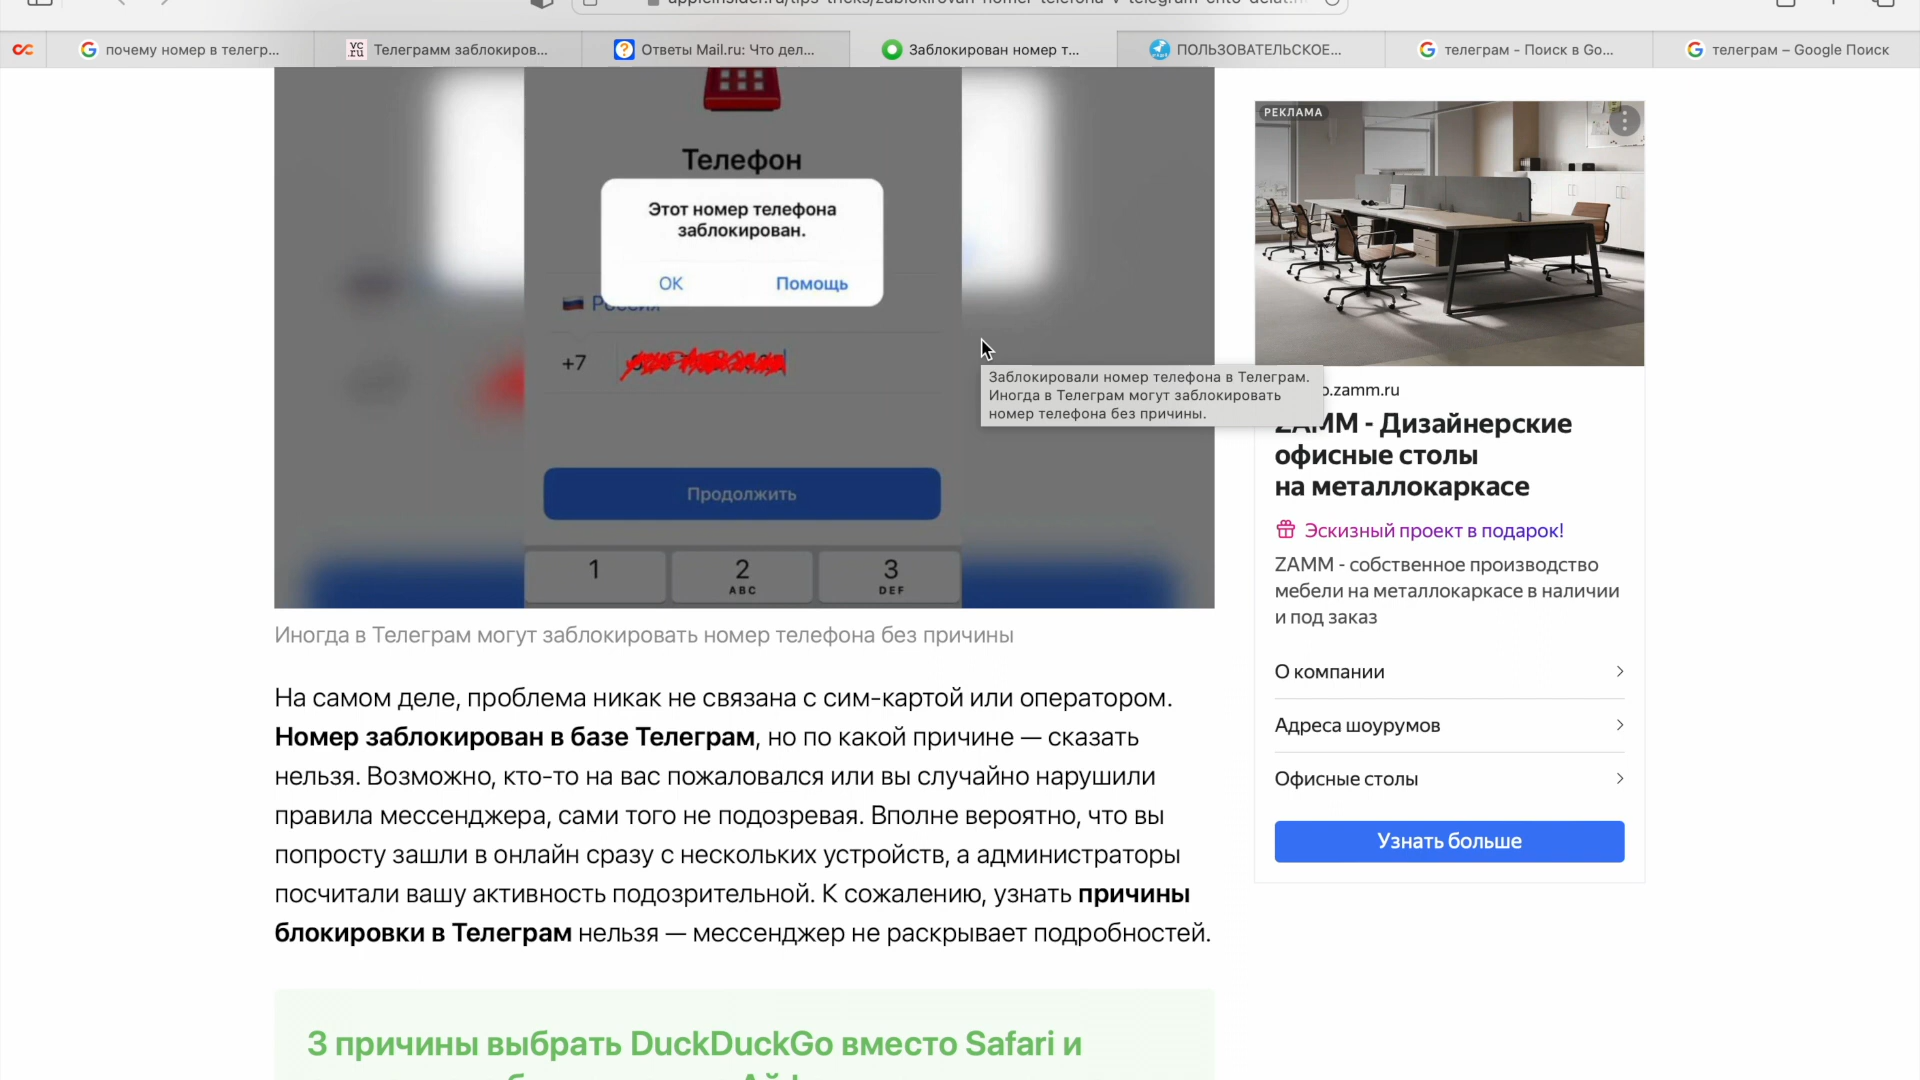 почему номер в телегр...
Телеграмм заблокиров...
Ответы Mail.ru: Что дел...
Заблокирован номер т...
ПОЛЬЗОВАТЕЛЬСКОЕ...
телеграм - Поиск в Go...
телеграм – Google Поиск
Телефон
Этот номер телефона
заблокирован.
ОК
Помощь
Россия
+7
Продолжить
1
2
ABC
3
DEF
Заблокировали номер телефона в Телеграм.
Иногда в Телеграм могут заблокировать
номер телефона без причины.
Иногда в Телеграм могут заблокировать номер телефона без причины
На самом деле, проблема никак не связана с сим-картой или оператором.
Номер заблокирован в базе Телеграм, но по какой причине — сказать
нельзя. Возможно, кто-то на вас пожаловался или вы случайно нарушили
правила мессенджера, сами того не подозревая. Вполне вероятно, что вы
попросту зашли в онлайн сразу с нескольких устройств, а администраторы
посчитали вашу активность подозрительной. К сожалению, узнать причины
блокировки в Телеграм нельзя — мессенджер не раскрывает подробностей.
3 причины выбрать DuckDuckGo вместо Safari и
РЕКЛАМА
o.zamm.ru
ZAMM - Дизайнерские
офисные столы
на металлокаркасе
Эскизный проект в подарок!
ZAMM - собственное производство
мебели на металлокаркасе в наличии
и под заказ
О компании
Адреса шоурумов
Офисные столы
Узнать больше